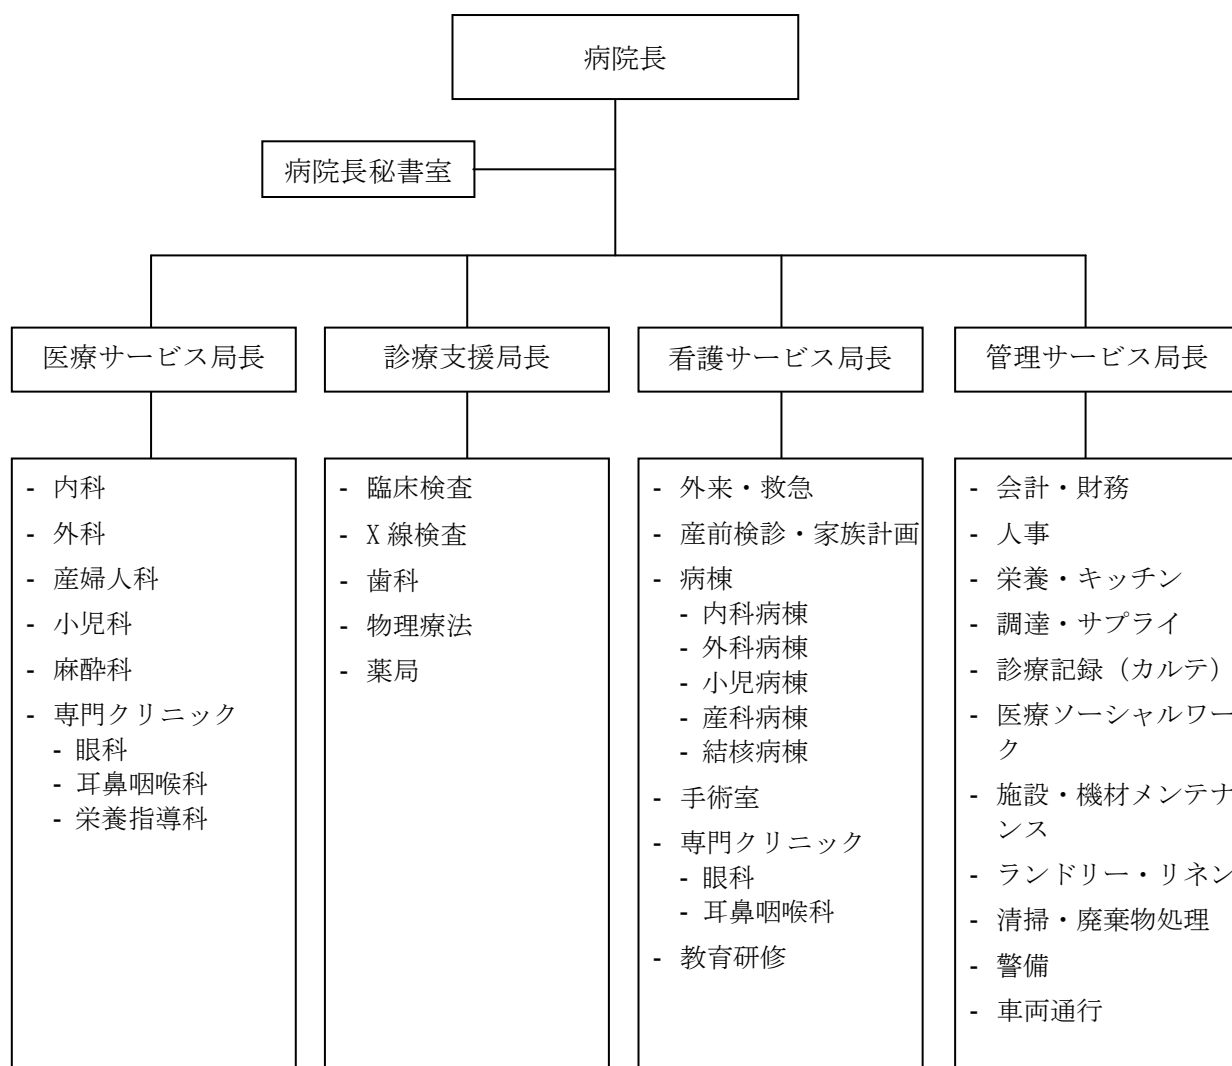 病院長
病院長秘書室
医療サービス局長
診療支援局長
看護サービス局長
管理サービス局長
- 内科
- 外科
- 産婦人科
- 小児科
- 麻酔科
- 専門クリニック
- 眼科
- 耳鼻咽喉科
- 栄養指導科
- 臨床検査
- X 線検査
- 歯科
- 物理療法
- 薬局
- 外来・救急
- 産前検診・家族計画
- 病棟
- 内科病棟
- 外科病棟
- 小児病棟
- 産科病棟
- 結核病棟
- 手術室
- 専門クリニック
- 眼科
- 耳鼻咽喉科
- 教育研修
- 会計・財務
- 人事
- 栄養・キッチン
- 調達・サプライ
- 診療記録（カルテ）
- 医療ソーシャルワー
ク
- 施設・機材メンテナ
ンス
- ランドリー・リネン
- 清掃・廃棄物処理
- 警備
- 車両通行